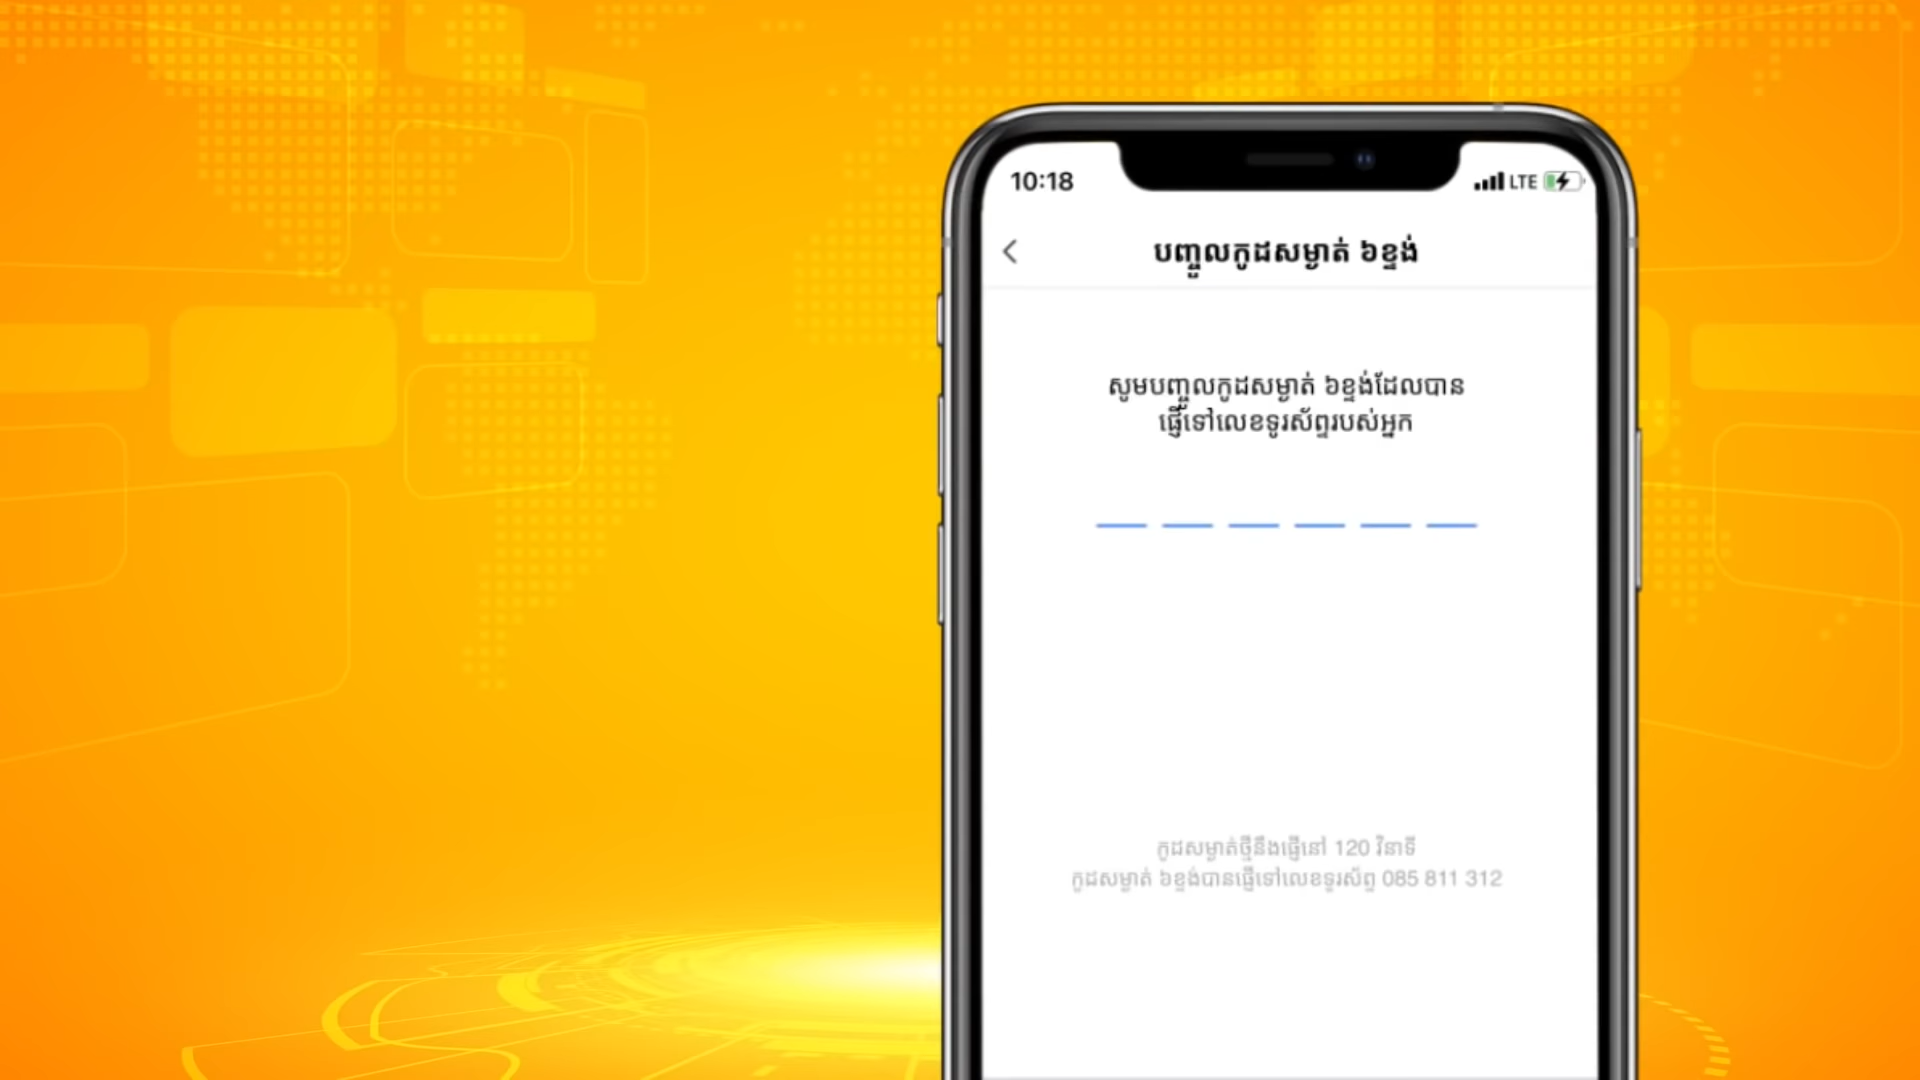 10:18
LTE
បញ្ចូលកូដសម្ងាត់ ៦ខ្ទង់
សូមបញ្ចូលកូដសម្ងាត់ ៦ខ្ទង់ដែលបាន
ផ្ញើទៅលេខទូរស័ព្ទរបស់អ្នក
កូដសម្ងាត់ថ្មីនឹងផ្ញើនៅ 120 វិនាទី
កូដសម្ងាត់ ៦ខ្ទង់បានផ្ញើទៅលេខទូរស័ព្ទ 085 811 312